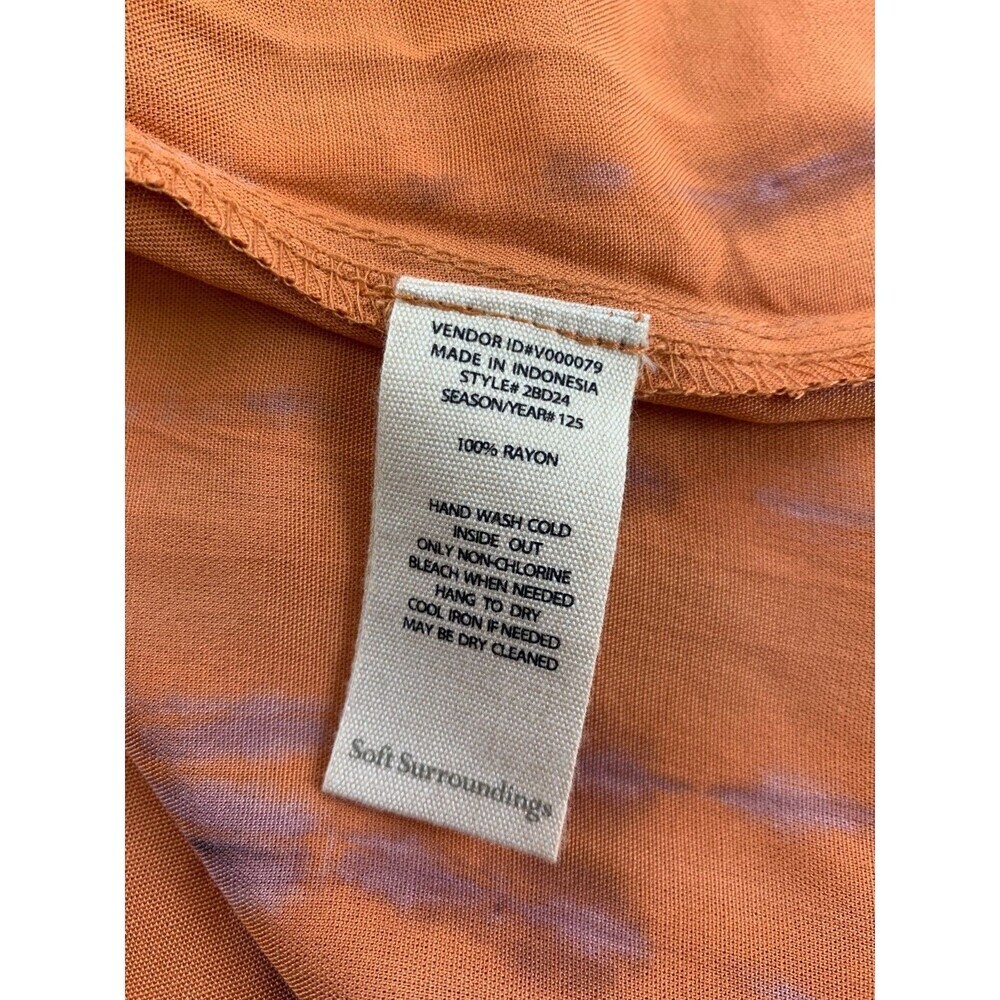 VENDOR ID#V000079
MADE IN INDONESIA
STYLE# 2BD24
SEASON/YEAR# 125
100% RAYON
HAND WASH COLD
INSIDE OUT
ONLY NON-CHLORINE
BLEACH WHEN NEEDED
HANG TO DRY
COOL IRON IF NEEDED
MAY BE DRY CLEANED
Soft Surroundings